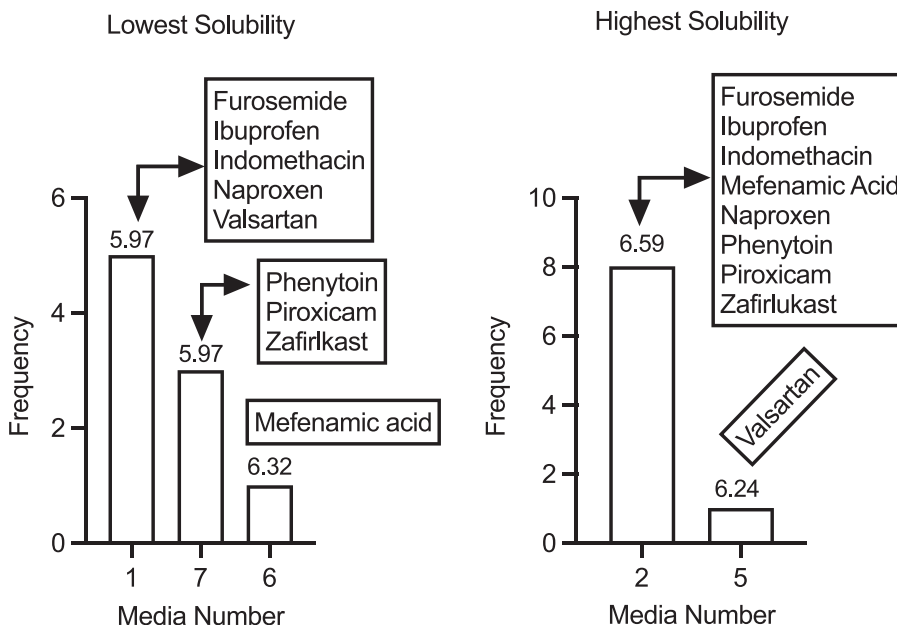 Lowest Solubility
Furosemide
Ibuprofen
Indomethacin
Naproxen
Valsartan
6
5.97
Phenytoin
Piroxicam
Zafirlkast
4
5.97
Frequency
Mefenamic acid
2
6.32
0
1 7 6
Media Number
Highest Solubility
Furosemide
Ibuprofen
Indomethacin
Mefenamic Acid
Naproxen
Phenytoin
Piroxicam
Zafirlukast
10
6.59
8
6
Frequency
4
Valsartan
2
6.24
0
2 5
Media Number